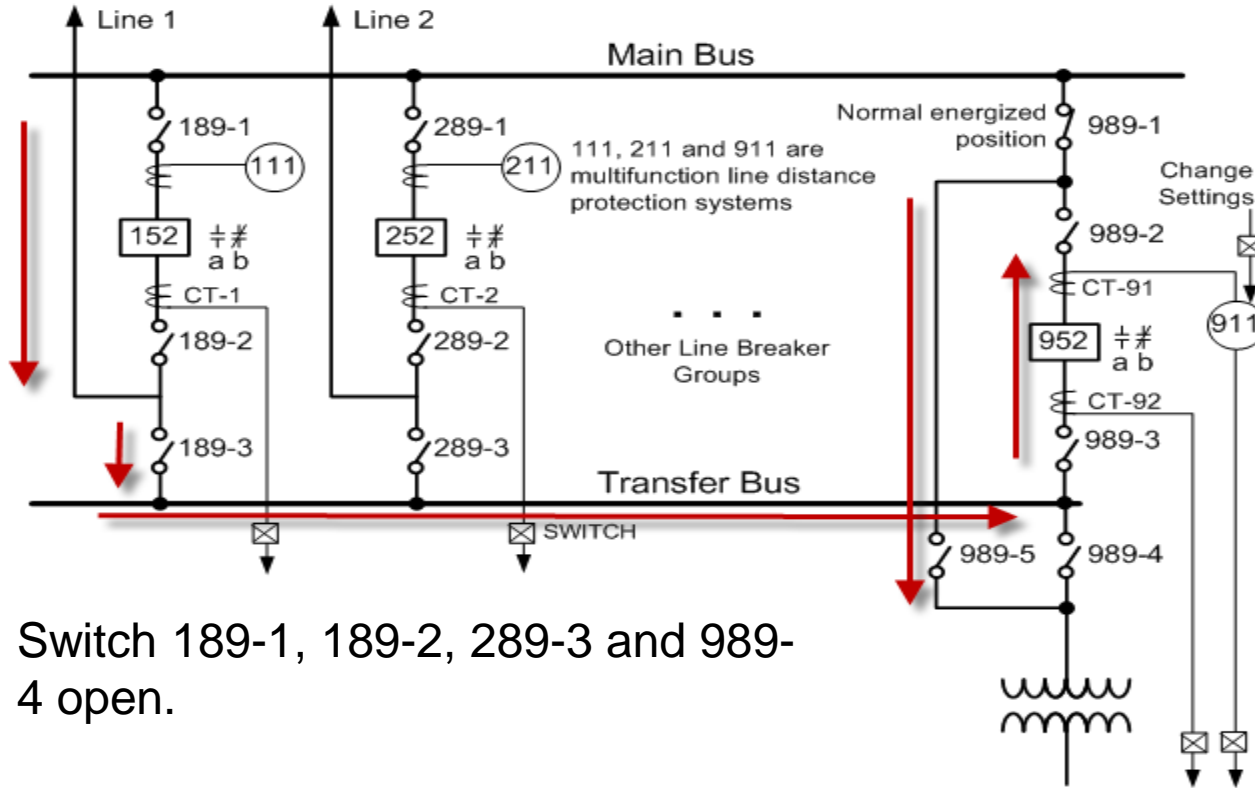 Line 1
Line 2
Main Bus
189-1
111
289-1
211
111, 211 and 911 are
multifunction line distance
protection systems
Normal energized
position
989-1
Change
Settings
152
a b
252
a b
989-2
CT-91
911
CT-1
CT-2
952
a b
189-2
289-2
. . .
Other Line Breaker
Groups
CT-92
189-3
289-3
989-3
Transfer Bus
SWITCH
989-5
989-4
Switch 189-1, 189-2, 289-3 and 989-
4 open.